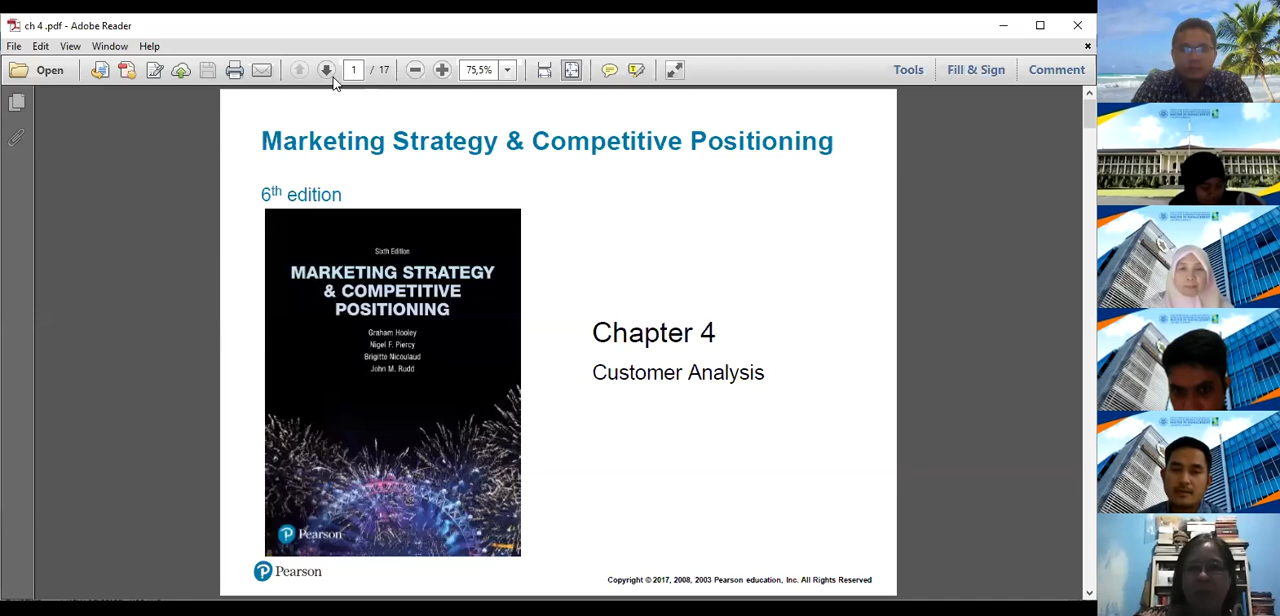 ch 4 .pdf - Adobe Reader
File Edit View Window Help
Open
1 / 17
75,5%
Tools
Fill & Sign
Comment
Marketing Strategy & Competitive Positioning
6th edition
Sixth Edition
MARKETING STRATEGY
& COMPETITIVE
POSITIONING
Graham Hooley
Nigel F. Piercy
Brigitte Nicoulaud
John M. Rudd
Pearson
Chapter 4
Customer Analysis
Pearson
Copyright © 2017, 2008, 2003 Pearson education, Inc. All Rights Reserved